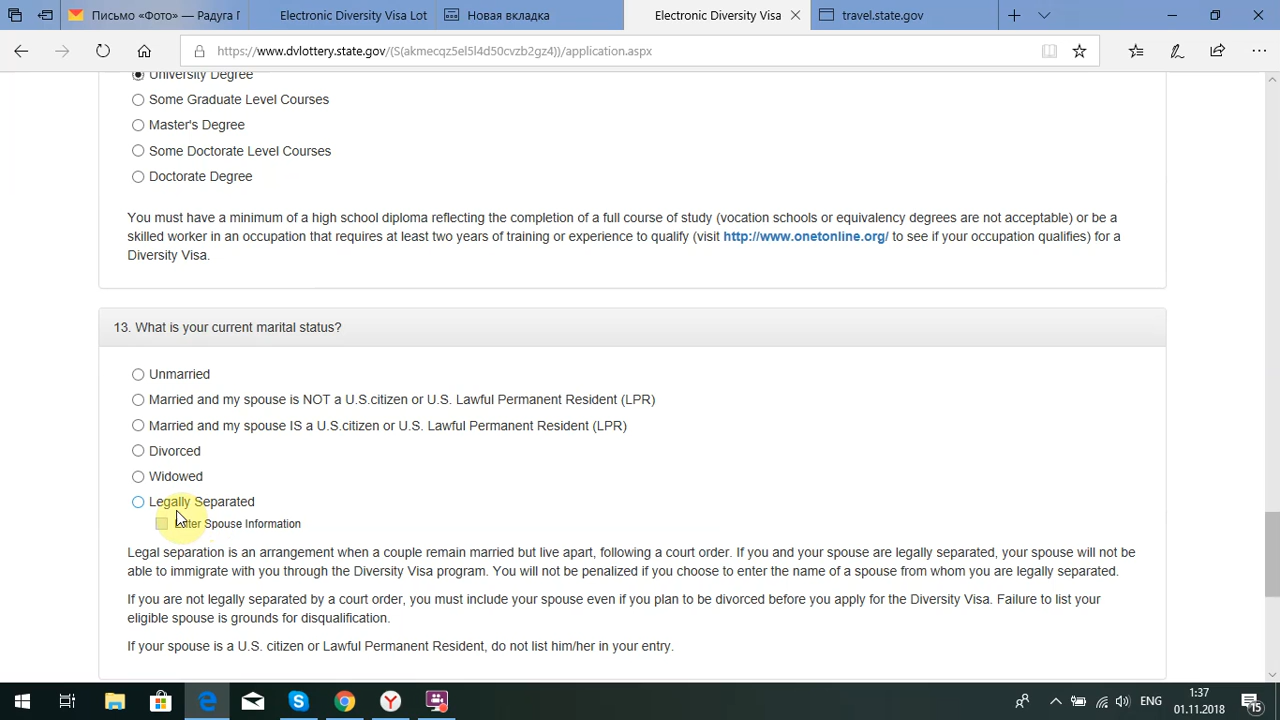 Письмо «Фото» — Радуга Г
Electronic Diversity Visa Lot
Новая вкладка
Electronic Diversity Visa
travel.state.gov
https://www.dvlottery.state.gov/(S(akmecqz5el5l4d50cvzb2gz4))/application.aspx
University Degree
Some Graduate Level Courses
Master's Degree
Some Doctorate Level Courses
Doctorate Degree
You must have a minimum of a high school diploma reflecting the completion of a full course of study (vocation schools or equivalency degrees are not acceptable) or be a
skilled worker in an occupation that requires at least two years of training or experience to qualify (visit http://www.onetonline.org/ to see if your occupation qualifies) for a
Diversity Visa.
13. What is your current marital status?
Unmarried
Married and my spouse is NOT a U.S.citizen or U.S. Lawful Permanent Resident (LPR)
Married and my spouse IS a U.S.citizen or U.S. Lawful Permanent Resident (LPR)
Divorced
Widowed
Legally Separated
Enter Spouse Information
Legal separation is an arrangement when a couple remain married but live apart, following a court order. If you and your spouse are legally separated, your spouse will not be
able to immigrate with you through the Diversity Visa program. You will not be penalized if you choose to enter the name of a spouse from whom you are legally separated.
If you are not legally separated by a court order, you must include your spouse even if you plan to be divorced before you apply for the Diversity Visa. Failure to list your
eligible spouse is grounds for disqualification.
If your spouse is a U.S. citizen or Lawful Permanent Resident, do not list him/her in your entry.
ENG
1:37
01.11.2018
15